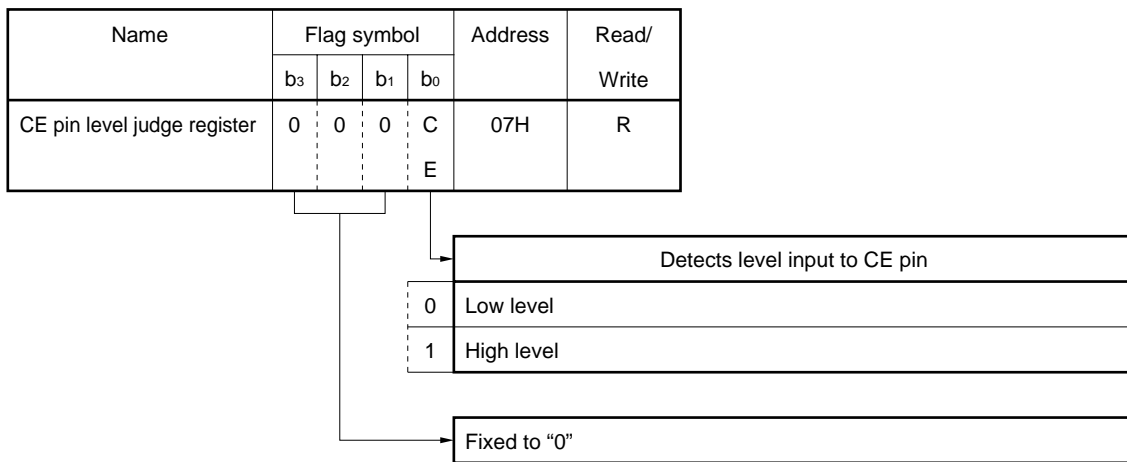 Name Flag symbol Address Read/
b3 b2 b1 b0 Write
CE pin level judge register 0 0 0 C 07H R
E
Detects level input to CE pin
0 Low level
1 High level
Fixed to “0”